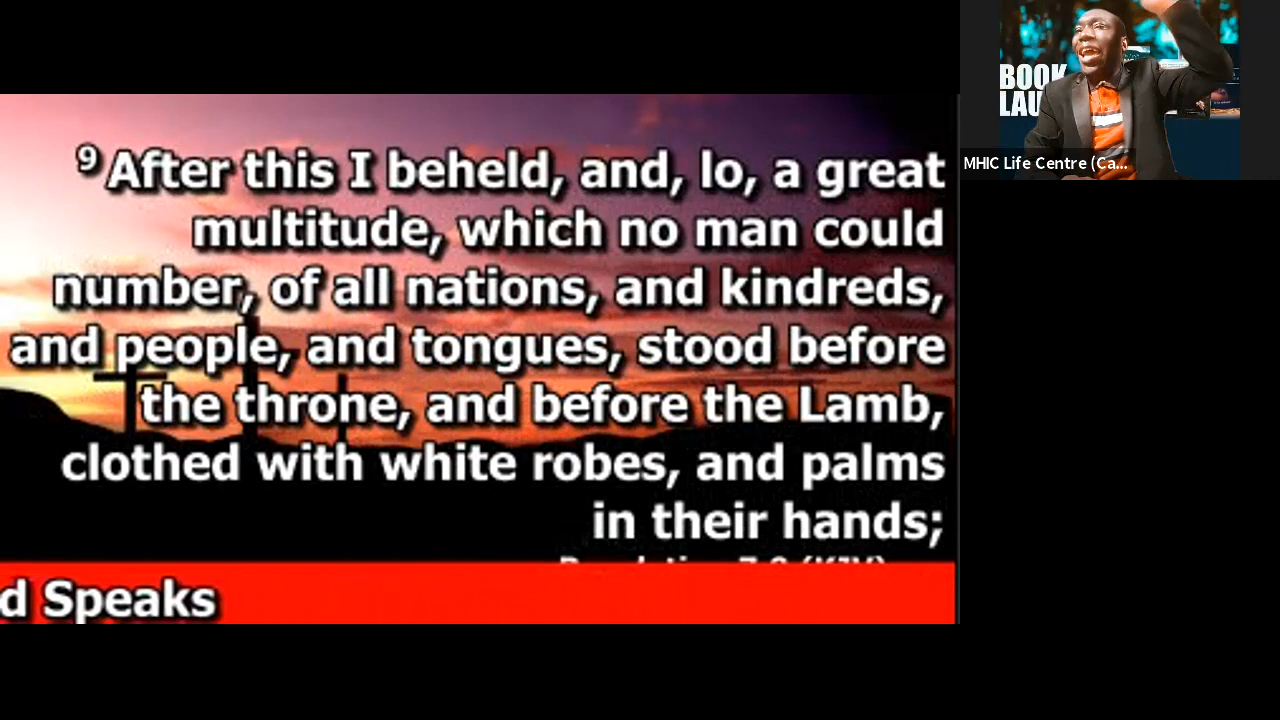 9 After this I beheld, and, lo, a great
multitude, which no man could
number, of all nations, and kindreds,
and people, and tongues, stood before
the throne, and before the Lamb,
clothed with white robes, and palms
in their hands;
d Speaks
BOOK
LAU
MHIC Life Centre (Ca...